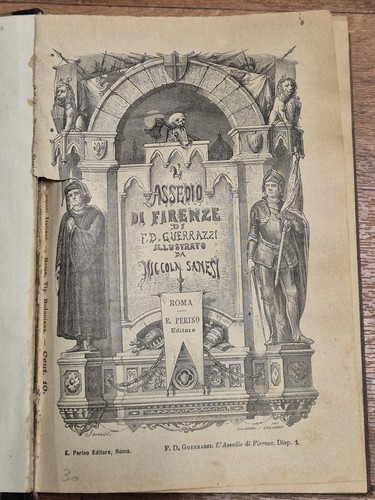 L'
ASSEDIO
DI FIRENZE
DI
F. D. GUERRAZZI
ILLUSTRATO
DA
NICCOLA SANESI
ROMA
E. PERINO
Editore
E. Perino Editore, Roma.
F. D. GUERRAZZI. L'Assedio di Firenze. Disp. 1.
30
Cent. 10.